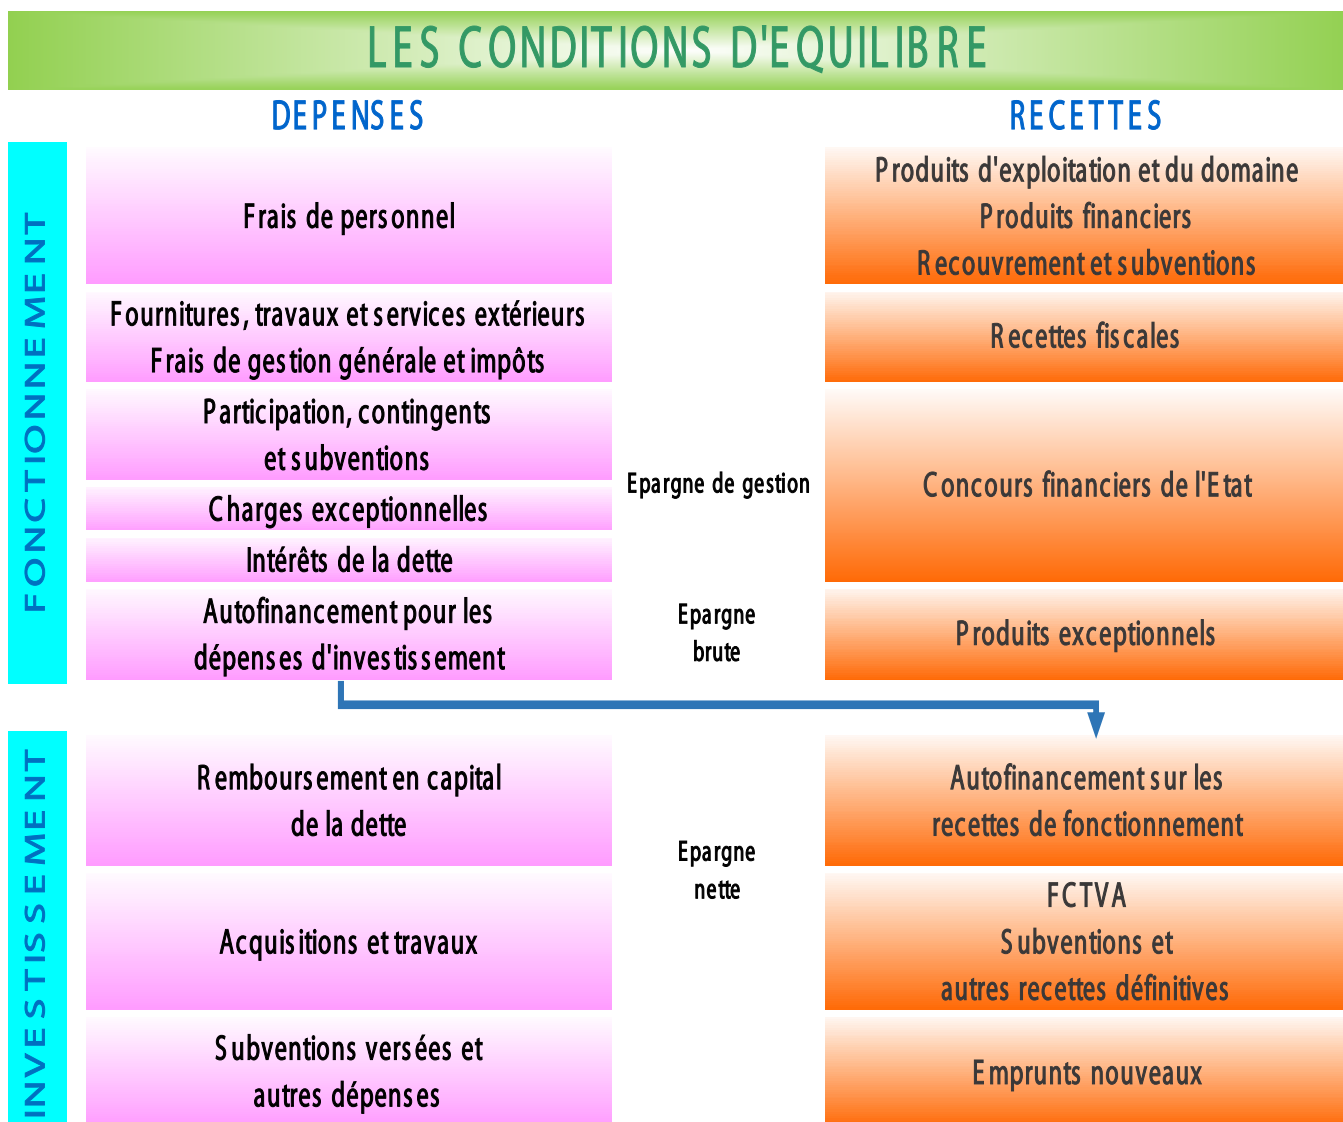 LES CONDITIONS D'EQUILIBRE
DEPENSES
RECETTES
FONCTIONNEMENT
Frais de personnel
Fournitures, travaux et services extérieurs
Frais de gestion générale et impôts
Participation, contingents
et subventions
Charges exceptionnelles
Intérêts de la dette
Autofinancement pour les
dépenses d'investissement
Epargne de gestion
Epargne
brute
Produits d'exploitation et du domaine
Produits financiers
Recouvrement et subventions
Recettes fiscales
Concours financiers de l'Etat
Produits exceptionnels
INVESTISSEMENT
Remboursement en capital
de la dette
Acquisitions et travaux
Subventions versées et
autres dépenses
Epargne
nette
Autofinancement sur les
recettes de fonctionnement
FCTVA
Subventions et
autres recettes définitives
Emprunts nouveaux